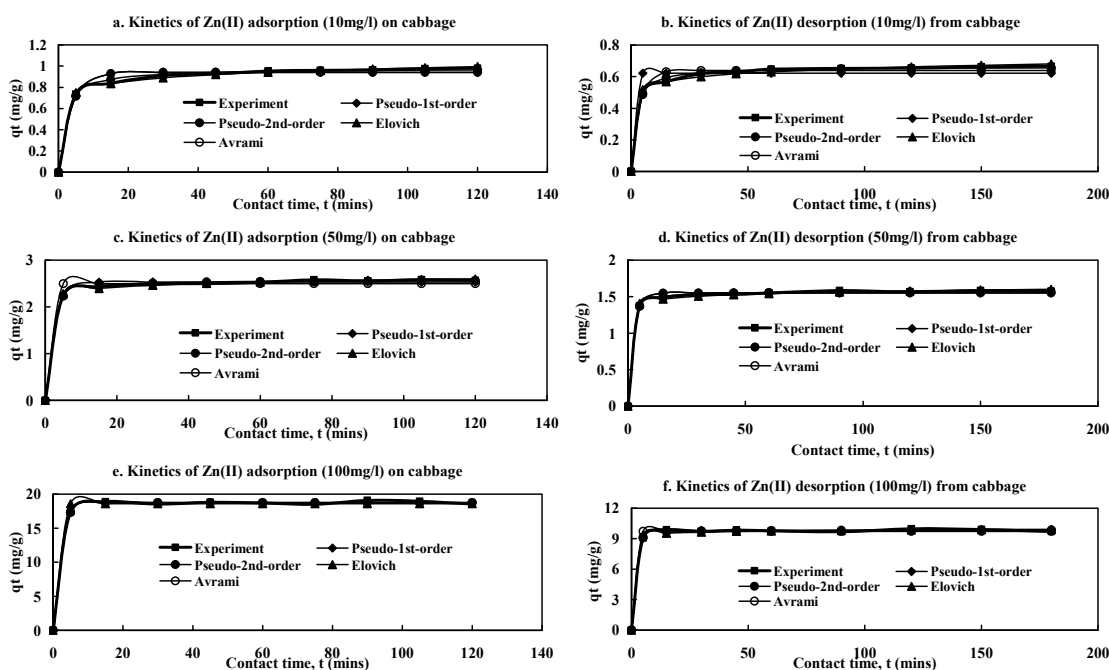 a. Kinetics of Zn(II) adsorption (10mg/l) on cabbage
1.2
1
0.8
0.6
0.4
0.2
0
qt (mg/g)
Experiment
Pseudo-1st-order
Pseudo-2nd-order
Elovich
Avrami
0 20 40 60 80 100 120 140
Contact time, t (mins)
b. Kinetics of Zn(II) desorption (10mg/l) from cabbage
0.8
0.6
0.4
0.2
0
qt (mg/g)
Experiment
Pseudo-1st-order
Pseudo-2nd-order
Elovich
Avrami
0 50 100 150 200
Contact time, t (mins)
c. Kinetics of Zn(II) adsorption (50mg/l) on cabbage
3
2
1
0
qt (mg/g)
Experiment
Pseudo-1st-order
Pseudo-2nd-order
Elovich
Avrami
0 20 40 60 80 100 120 140
Contact time, t (mins)
d. Kinetics of Zn(II) desorption (50mg/l) from cabbage
2
1.5
1
0.5
0
qt (mg/g)
Experiment
Pseudo-1st-order
Pseudo-2nd-order
Elovich
Avrami
0 50 100 150 200
Contact time, t (mins)
e. Kinetics of Zn(II) adsorption (100mg/l) on cabbage
20
15
10
5
0
qt (mg/g)
Experiment
Pseudo-1st-order
Pseudo-2nd-order
Elovich
Avrami
0 20 40 60 80 100 120 140
Contact time, t (mins)
f. Kinetics of Zn(II) desorption (100mg/l) from cabbage
12
9
6
3
0
qt (mg/g)
Experiment
Pseudo-1st-order
Pseudo-2nd-order
Elovich
Avrami
0 50 100 150 200
Contact time, t (mins)